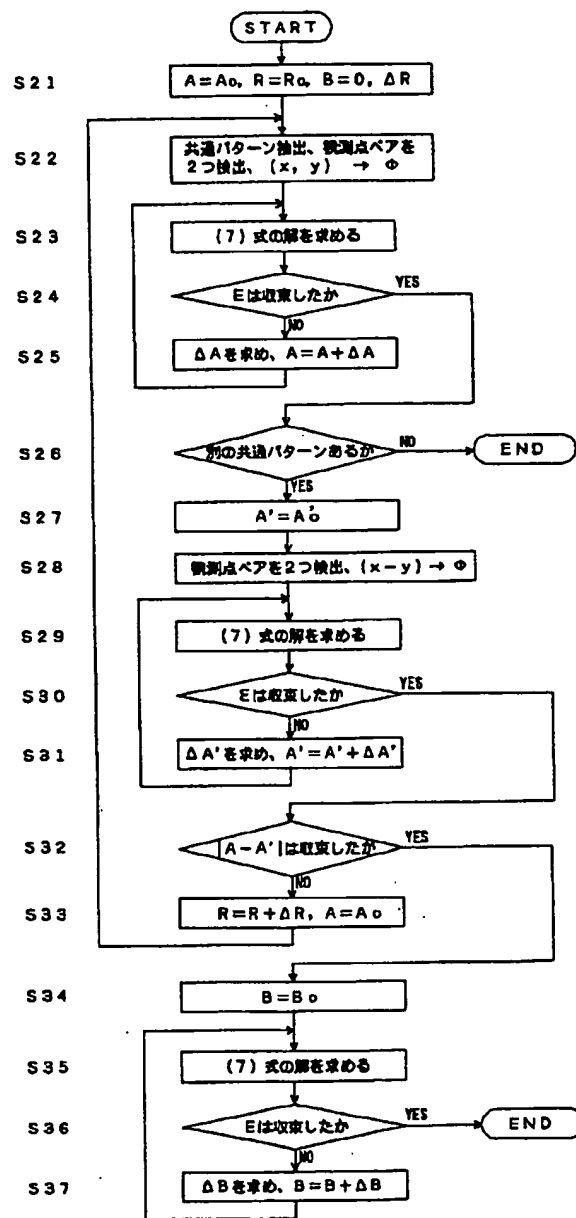 START
S21
A=A₀, R=R₀, B=0, ΔR
S22
共通パターン検出、観測点ペアを
2つ検出、(x, y) → Φ
S23
(7) 式の解を求める
S24
Eは収束したか
YES
NO
S25
ΔAを求め、A=A+ΔA
S26
別の共通パターンあるか
NO
END
YES
S27
A'=A'₀
S28
観測点ペアを2つ検出、(x−y) → Φ
S29
(7) 式の解を求める
S30
Eは収束したか
YES
NO
S31
ΔA'を求め、A'=A'+ΔA'
S32
|A−A'|は収束したか
YES
NO
S33
R=R+ΔR, A=A₀
S34
B=B₀
S35
(7) 式の解を求める
S36
Eは収束したか
YES
END
NO
S37
ΔBを求め、B=B+ΔB